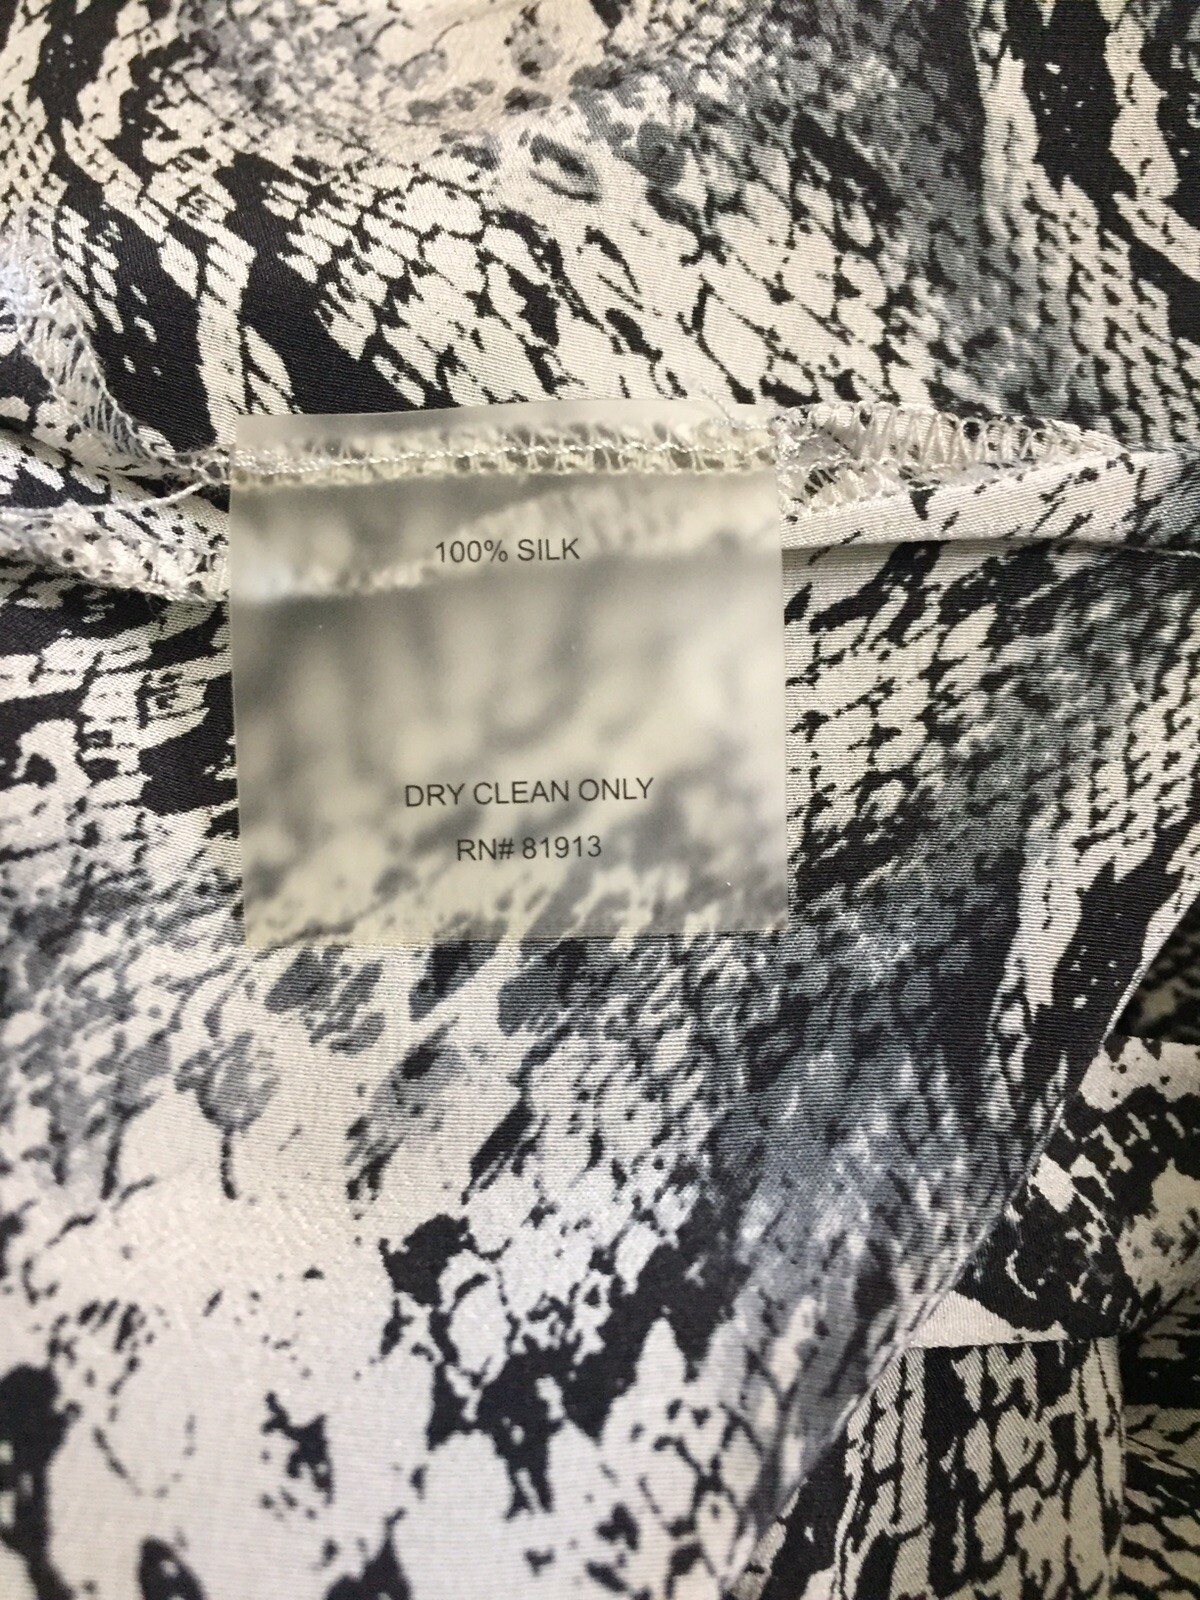 100% SILK
DRY CLEAN ONLY
RN# 81913